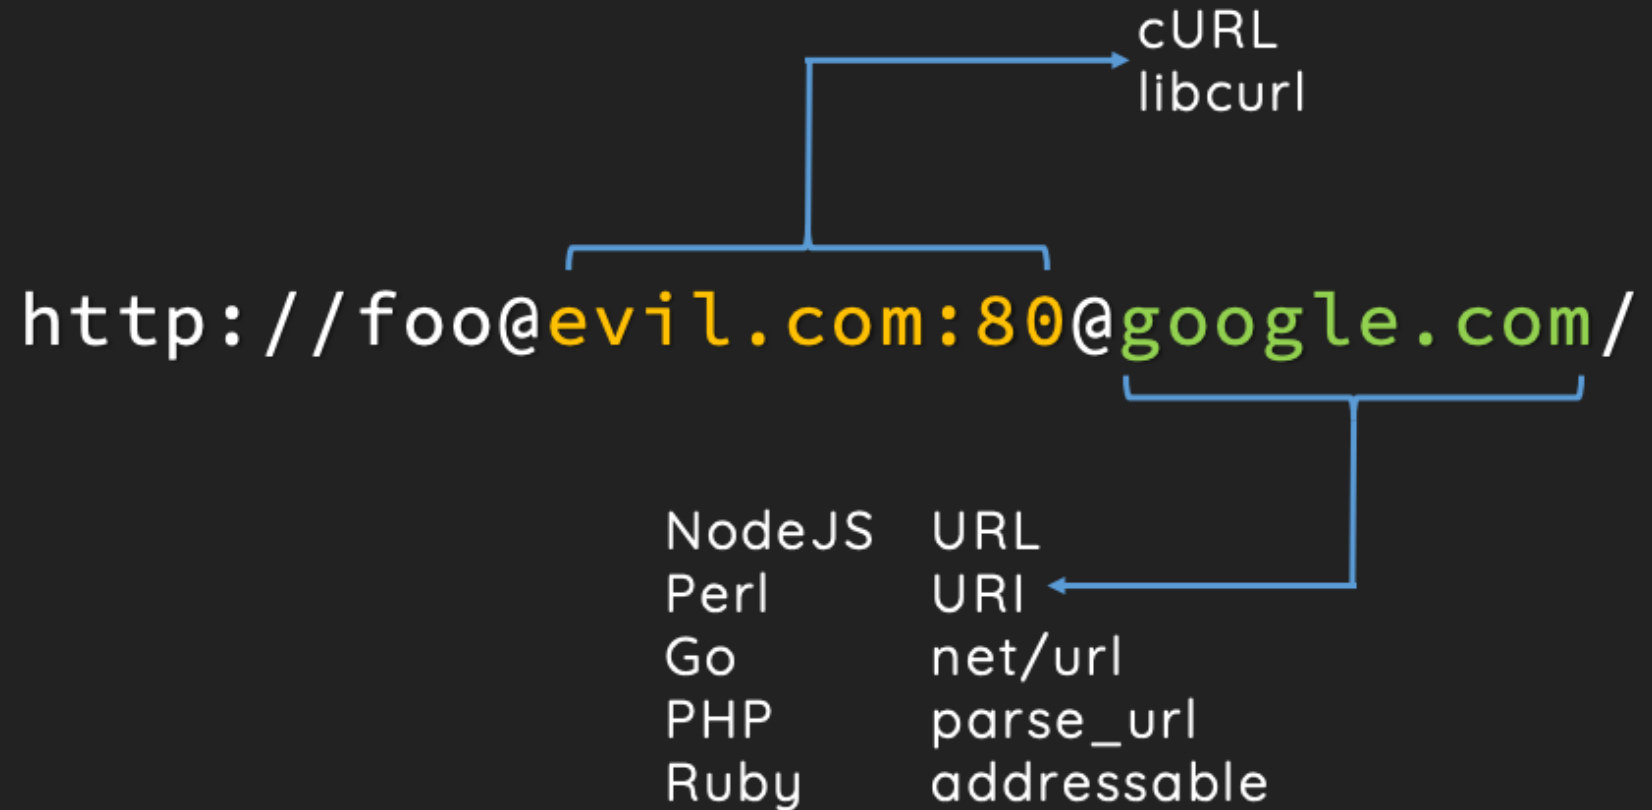 cURL
libcurl
http://foo@evil.com:80@google.com/
NodeJS URL
Perl URI
Go net/url
PHP parse_url
Ruby addressable